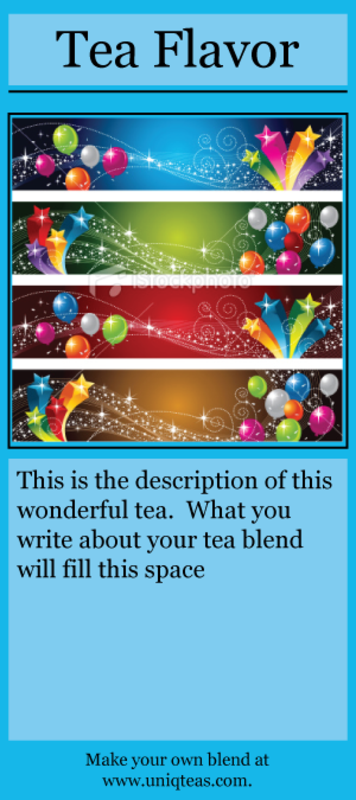 Tea Flavor
iStockphoto
This is the description of this
wonderful tea.  What you
write about your tea blend
will fill this space
Make your own blend at
www.uniqteas.com.